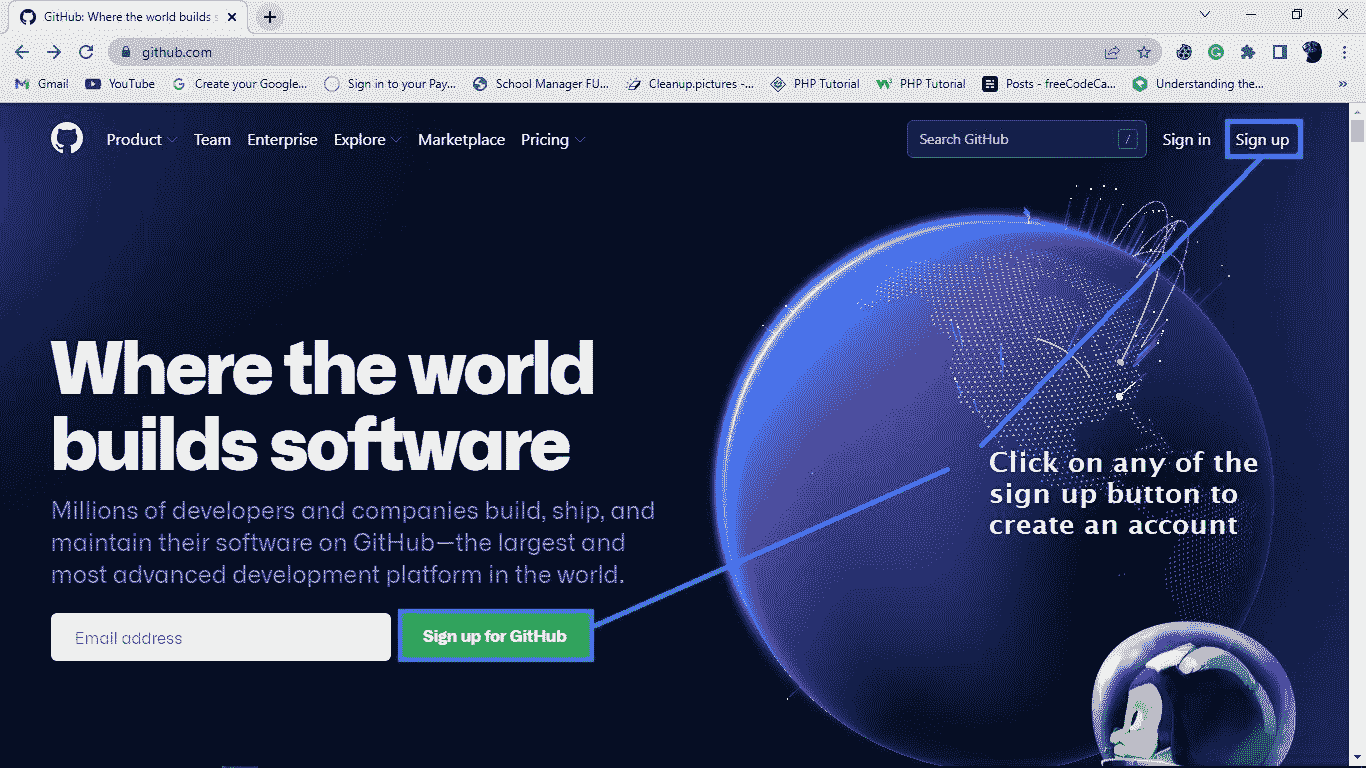 GitHub: Where the world builds s
github.com
Gmail YouTube Create your Google... Sign in to your Pay... School Manager FU... Cleanup.pictures -... PHP Tutorial PHP Tutorial Posts - freeCodeCa... Understanding the... »
Product Team Enterprise Explore Marketplace Pricing Search GitHub / Sign in Sign up
Where the world
builds software
Millions of developers and companies build, ship, and
maintain their software on GitHub—the largest and
most advanced development platform in the world.
Email address Sign up for GitHub
Click on any of the
sign up button to
create an account